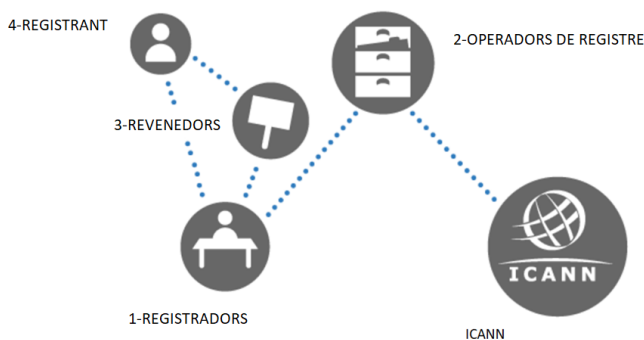 4-REGISTRANT
2-OPERADORS DE REGISTRE
3-REVENEDORS
ICANN
1-REGISTRADORS
ICANN